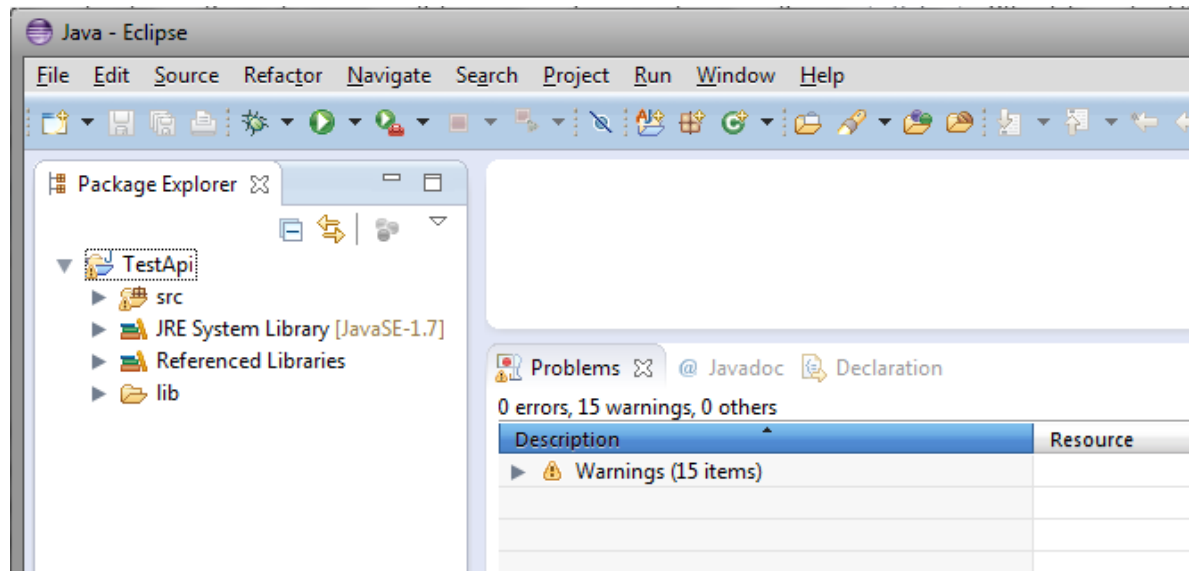 Java - Eclipse
File Edit Source Refactor Navigate Search Project Run Window Help
Package Explorer
TestApi
src
JRE System Library [JavaSE-1.7]
Referenced Libraries
lib
Problems @ Javadoc Declaration
0 errors, 15 warnings, 0 others
Description Resource
Warnings (15 items)